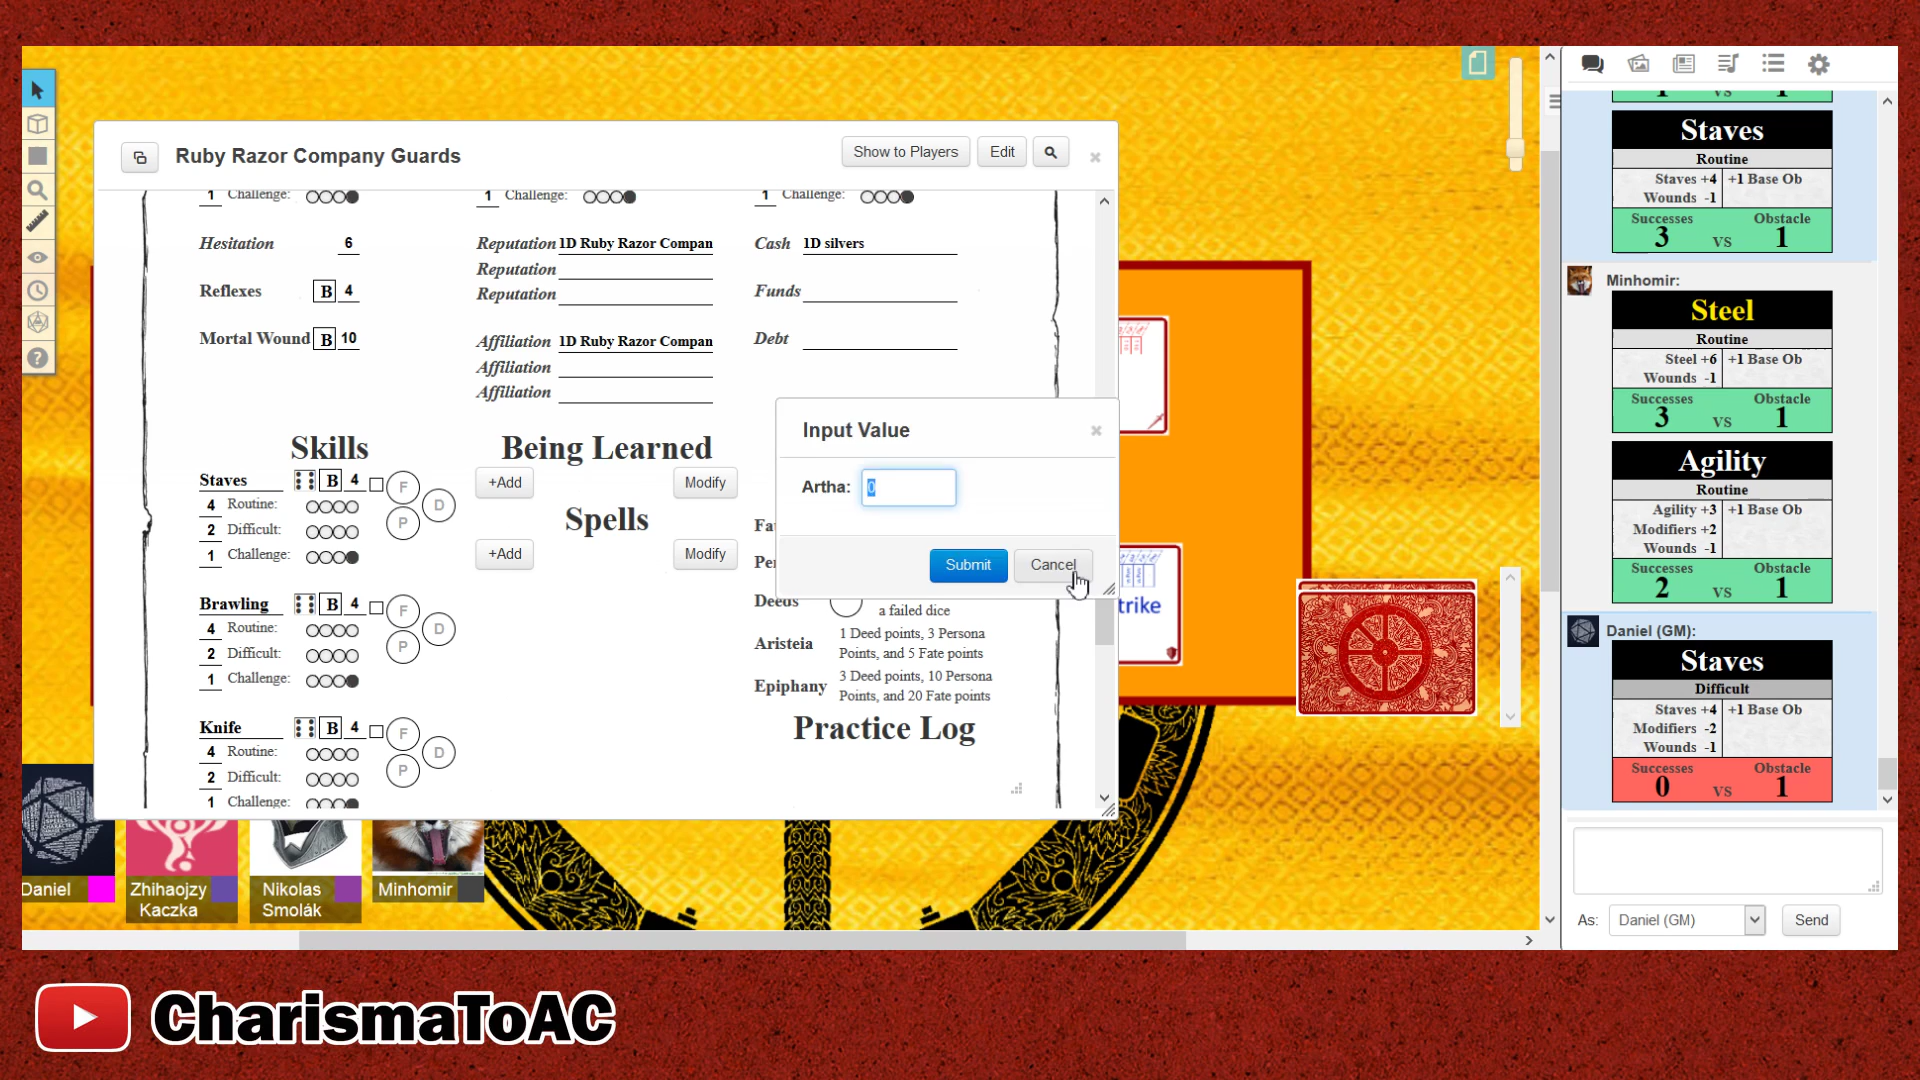 Ruby Razor Company Guards
Show to Players
Edit
1 Challenge:
1 Challenge:
1 Challenge:
Hesitation 6
Reputation 1D Ruby Razor Compan
Cash 1D silvers
Reputation
Reflexes B 4
Reputation
Funds
Mortal Wound B 10
Affiliation 1D Ruby Razor Compan
Debt
Affiliation
Affiliation
Skills
Being Learned
Staves B 4
F
D
P
4 Routine:
2 Difficult:
1 Challenge:
+Add
Modify
Spells
+Add
Modify
Brawling B 4
F
D
P
4 Routine:
2 Difficult:
1 Challenge:
Knife B 4
F
D
P
4 Routine:
2 Difficult:
1 Challenge:
Input Value
Artha: 0
Submit
Cancel
Deeds
a failed dice
Aristeia
1 Deed points, 3 Persona
Points, and 5 Fate points
Epiphany
3 Deed points, 10 Persona
Points, and 20 Fate points
Practice Log
trike
Daniel
Zhihaojzy
Kaczka
Nikolas
Smolák
Minhomir
1 VS 1
Staves
Routine
Staves +4 +1 Base Ob
Wounds -1
Successes Obstacle
3 VS 1
Minhomir:
Steel
Routine
Steel +6 +1 Base Ob
Wounds -1
Successes Obstacle
3 VS 1
Agility
Routine
Agility +3 +1 Base Ob
Modifiers +2
Wounds -1
Successes Obstacle
2 VS 1
Daniel (GM):
Staves
Difficult
Staves +4 +1 Base Ob
Modifiers -2
Wounds -1
Successes Obstacle
0 VS 1
As: Daniel (GM)
Send
CharismaToAC